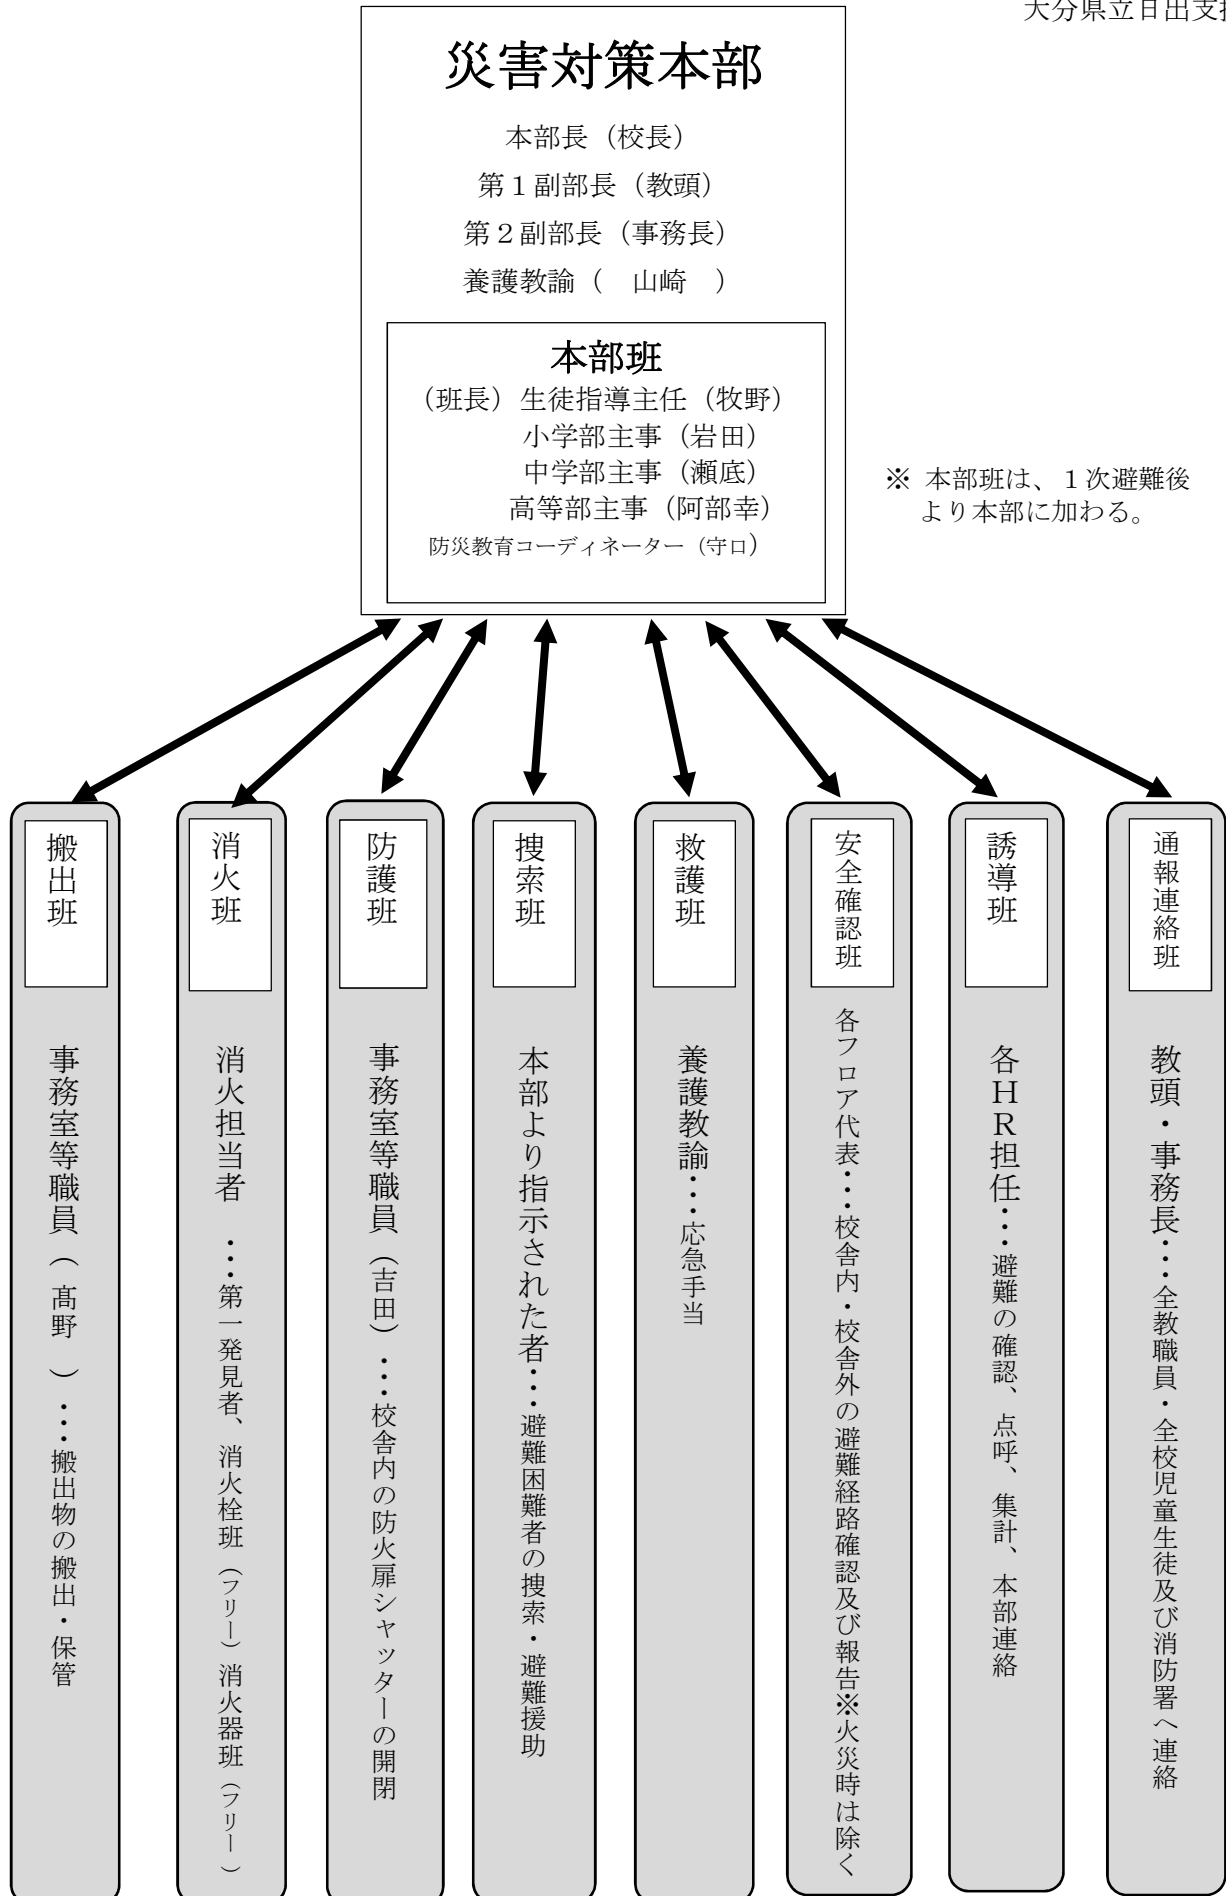 大分県立日出支
災害対策本部
本部長（校長）
第１副部長（教頭）
第２副部長（事務長）
養護教諭（　山崎　）
本部班
（班長）生徒指導主任（牧野）
小学部主事（岩田）
中学部主事（瀬底）
高等部主事（阿部幸）
防災教育コーディネーター（守口）
※ 本部班は、１次避難後
より本部に加わる。
通報連絡班
教頭・事務長・・・全教職員・全校児童生徒及び消防署へ連絡
誘導班
各ＨＲ担任・・・避難の確認、点呼、集計、本部連絡
安全確認班
各フロア代表・・・校舎内・校舎外の避難経路確認及び報告※火災時は除く
救護班
養護教諭・・・応急手当
捜索班
本部より指示された者・・・避難困難者の捜索・避難援助
防護班
事務室等職員（吉田）・・・校舎内の防火扉シャッターの開閉
消火班
消火担当者　・・・第一発見者、消火栓班（フリー）消火器班（フリー）
搬出班
事務室等職員（　髙野　）・・・搬出物の搬出・保管